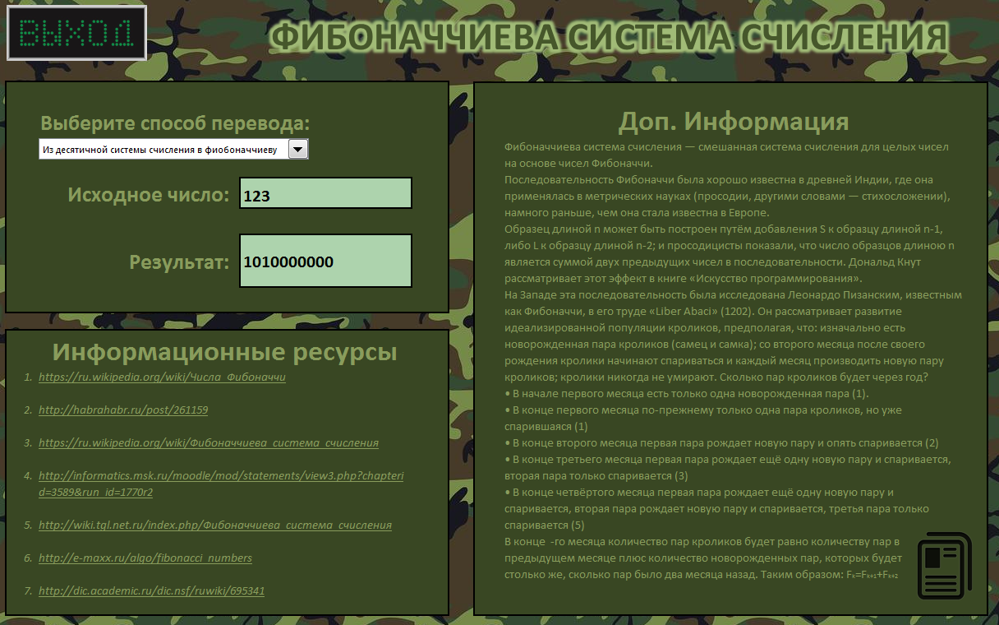 ВЫХОД
ФИБОНАЧЧИЕВА СИСТЕМА СЧИСЛЕНИЯ
Выберите способ перевода:
Из десятичной системы счисления в фиобоначчиеву
Исходное число: 123
Результат: 1010000000
Информационные ресурсы
1. https://ru.wikipedia.org/wiki/Числа_Фибоначчи
2. http://habrahabr.ru/post/261159
3. https://ru.wikipedia.org/wiki/Фибоначчиева_система_счисления
4. http://informatics.msk.ru/moodle/mod/statements/view3.php?chapteri
d=3589&run_id=1770r2
5. http://wiki.tgl.net.ru/index.php/Фибоначчиева_система_счисления
6. http://e-maxx.ru/algo/fibonacci_numbers
7. http://dic.academic.ru/dic.nsf/ruwiki/695341
Доп. Информация
Фибоначчиева система счисления — смешанная система счисления для целых чисел
на основе чисел Фибоначчи.
Последовательность Фибоначчи была хорошо известна в древней Индии, где она
применялась в метрических науках (просодии, другими словами — стихосложении),
намного раньше, чем она стала известна в Европе.
Образец длиной n может быть построен путём добавления S к образцу длиной n-1,
либо L к образцу длиной n-2; и просодицисты показали, что число образцов длиною n
является суммой двух предыдущих чисел в последовательности. Дональд Кнут
рассматривает этот эффект в книге «Искусство программирования».
На Западе эта последовательность была исследована Леонардо Пизанским, известным
как Фибоначчи, в его труде «Liber Abaci» (1202). Он рассматривает развитие
идеализированной популяции кроликов, предполагая, что: изначально есть
новорожденная пара кроликов (самец и самка); со второго месяца после своего
рождения кролики начинают спариваться и каждый месяц производить новую пару
кроликов; кролики никогда не умирают. Сколько пар кроликов будет через год?
• В начале первого месяца есть только одна новорожденная пара (1).
• В конце первого месяца по-прежнему только одна пара кроликов, но уже
спарившаяся (1)
• В конце второго месяца первая пара рождает новую пару и опять спаривается (2)
• В конце третьего месяца первая пара рождает ещё одну новую пару и спаривается,
вторая пара только спаривается (3)
• В конце четвёртого месяца первая пара рождает ещё одну новую пару и
спаривается, вторая пара рождает новую пару и спаривается, третья пара только
спаривается (5)
В конце -го месяца количество пар кроликов будет равно количеству пар в
предыдущем месяце плюс количество новорожденных пар, которых будет
столько же, сколько пар было два месяца назад. Таким образом: Fₖ=Fₖ₊₁+Fₖ₊₂